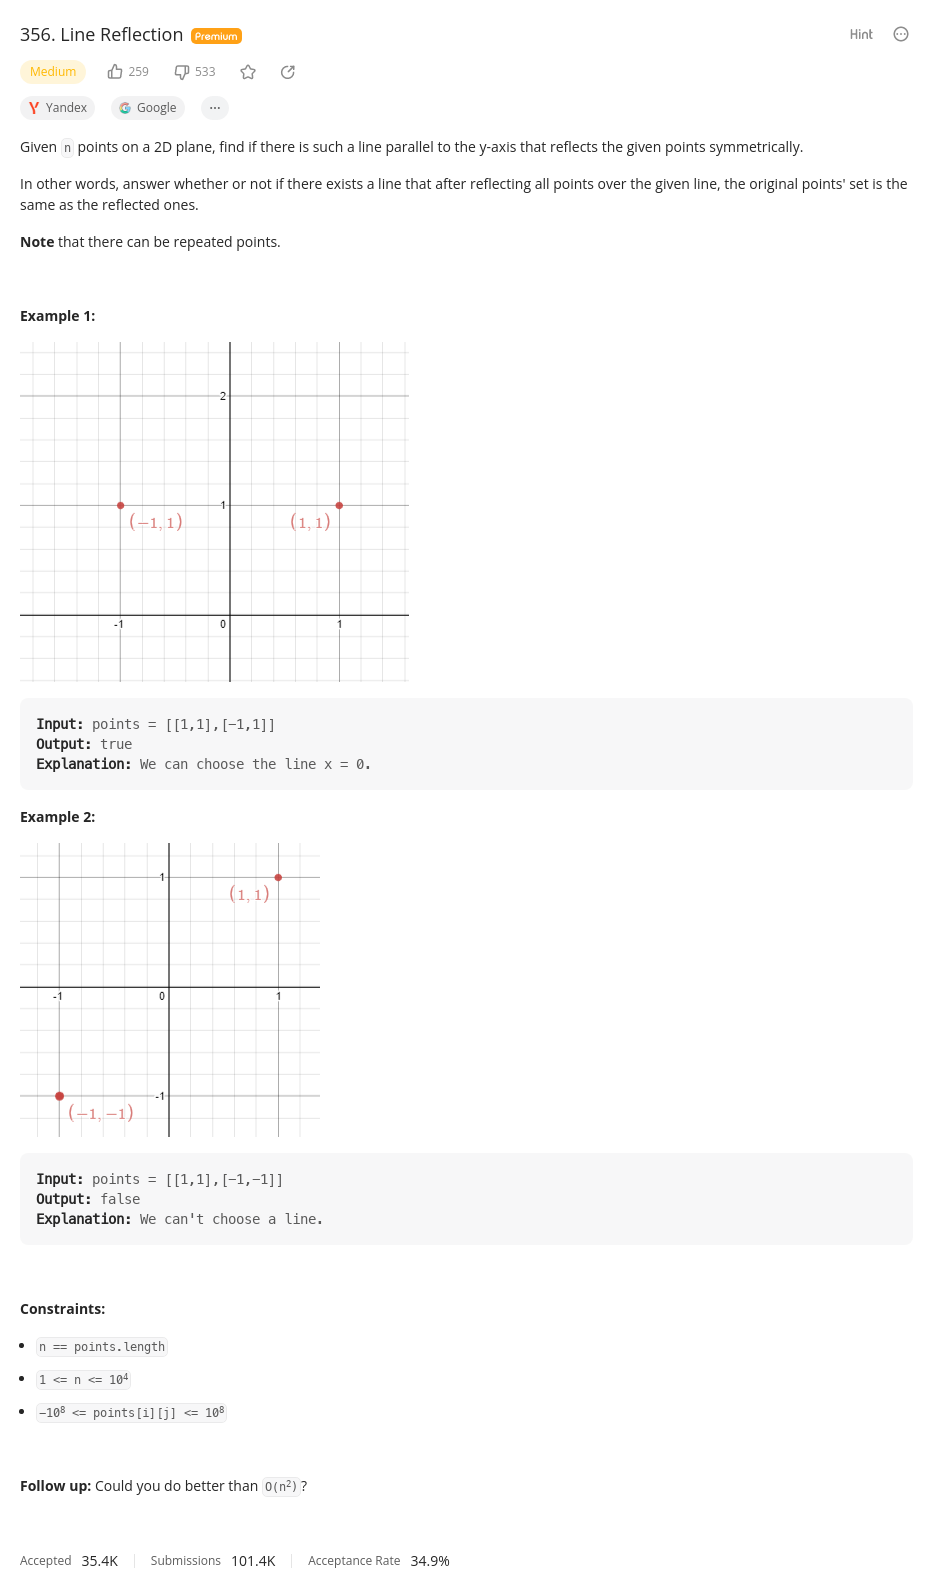 356. Line Reflection Premium Hint
Medium 259 533
Yandex Google ...
Given n points on a 2D plane, find if there is such a line parallel to the y-axis that reflects the given points symmetrically.
In other words, answer whether or not if there exists a line that after reflecting all points over the given line, the original points' set is the
same as the reflected ones.
Note that there can be repeated points.
Example 1:
2
1
(−1, 1) (1, 1)
-1 0 1
Input: points = [[1,1],[−1,1]]
Output: true
Explanation: We can choose the line x = 0.
Example 2:
1
(1, 1)
-1 0 1
-1
(−1, −1)
Input: points = [[1,1],[−1,−1]]
Output: false
Explanation: We can't choose a line.
Constraints:
n == points.length
1 <= n <= 10⁴
−10⁸ <= points[i][j] <= 10⁸
Follow up: Could you do better than O(n²)?
Accepted 35.4K Submissions 101.4K Acceptance Rate 34.9%